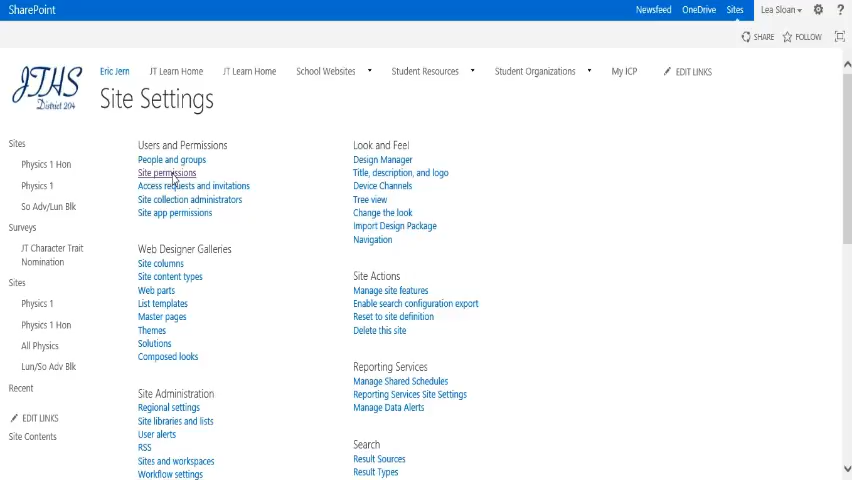 SharePoint
Newsfeed OneDrive Sites Lea Sloan ?
SHARE FOLLOW
JTHS
District 204
Eric Jern JT Learn Home JT Learn Home School Websites Student Resources Student Organizations My ICP EDIT LINKS
Site Settings
Sites
Physics 1 Hon
Physics 1
So Adv/Lun Blk
Surveys
JT Character Trait
Nomination
Sites
Physics 1
Physics 1 Hon
All Physics
Lun/So Adv Blk
Recent
EDIT LINKS
Site Contents
Users and Permissions
People and groups
Site permissions
Access requests and invitations
Site collection administrators
Site app permissions
Web Designer Galleries
Site columns
Site content types
Web parts
List templates
Master pages
Themes
Solutions
Composed looks
Site Administration
Regional settings
Site libraries and lists
User alerts
RSS
Sites and workspaces
Workflow settings
Look and Feel
Design Manager
Title, description, and logo
Device Channels
Tree view
Change the look
Import Design Package
Navigation
Site Actions
Manage site features
Enable search configuration export
Reset to site definition
Delete this site
Reporting Services
Manage Shared Schedules
Reporting Services Site Settings
Manage Data Alerts
Search
Result Sources
Result Types